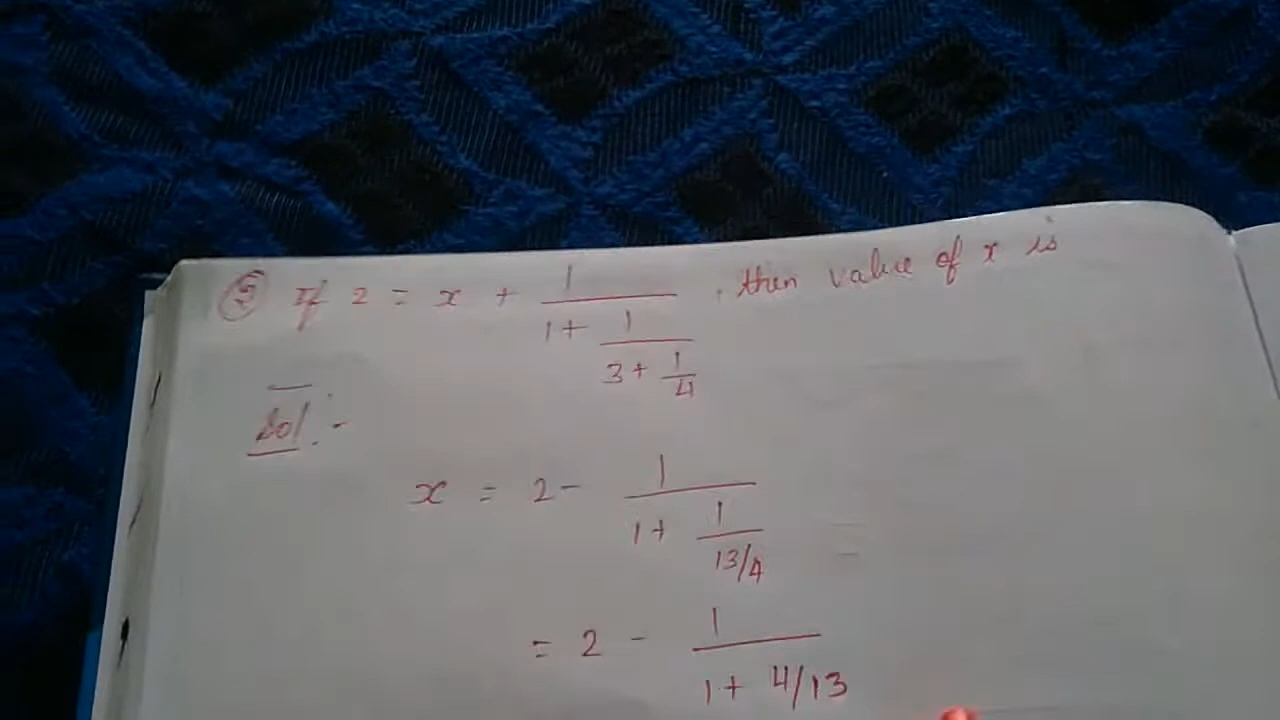 ⑤ If 2 = x + 1/(1 + 1/(3 + 1/4)), then value of x is
Sol :-
x = 2 - 1/(1 + 1/(13/4))
= 2 - 1/(1 + 4/13)